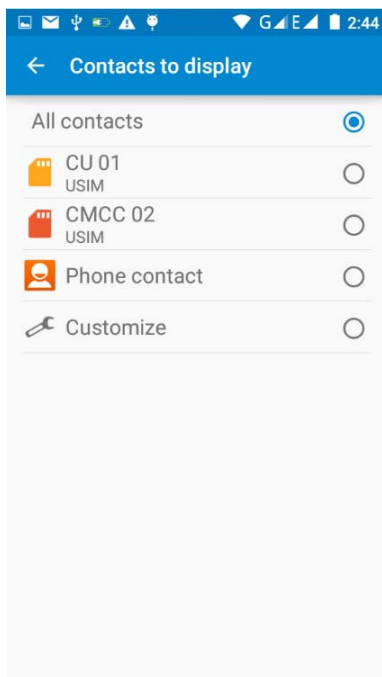 G E 2:44
Contacts to display
All contacts
CU 01
USIM
CMCC 02
USIM
Phone contact
Customize